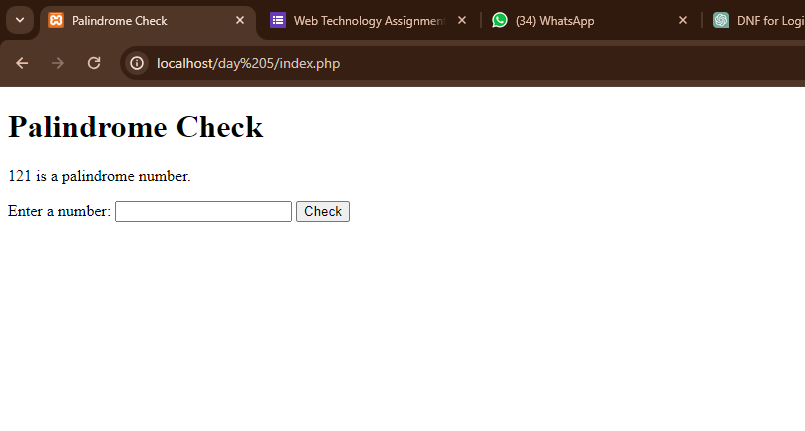 Palindrome Check
Web Technology Assignmen
(34) WhatsApp
DNF for Logi
localhost/day%205/index.php
Palindrome Check
121 is a palindrome number.
Enter a number: Check